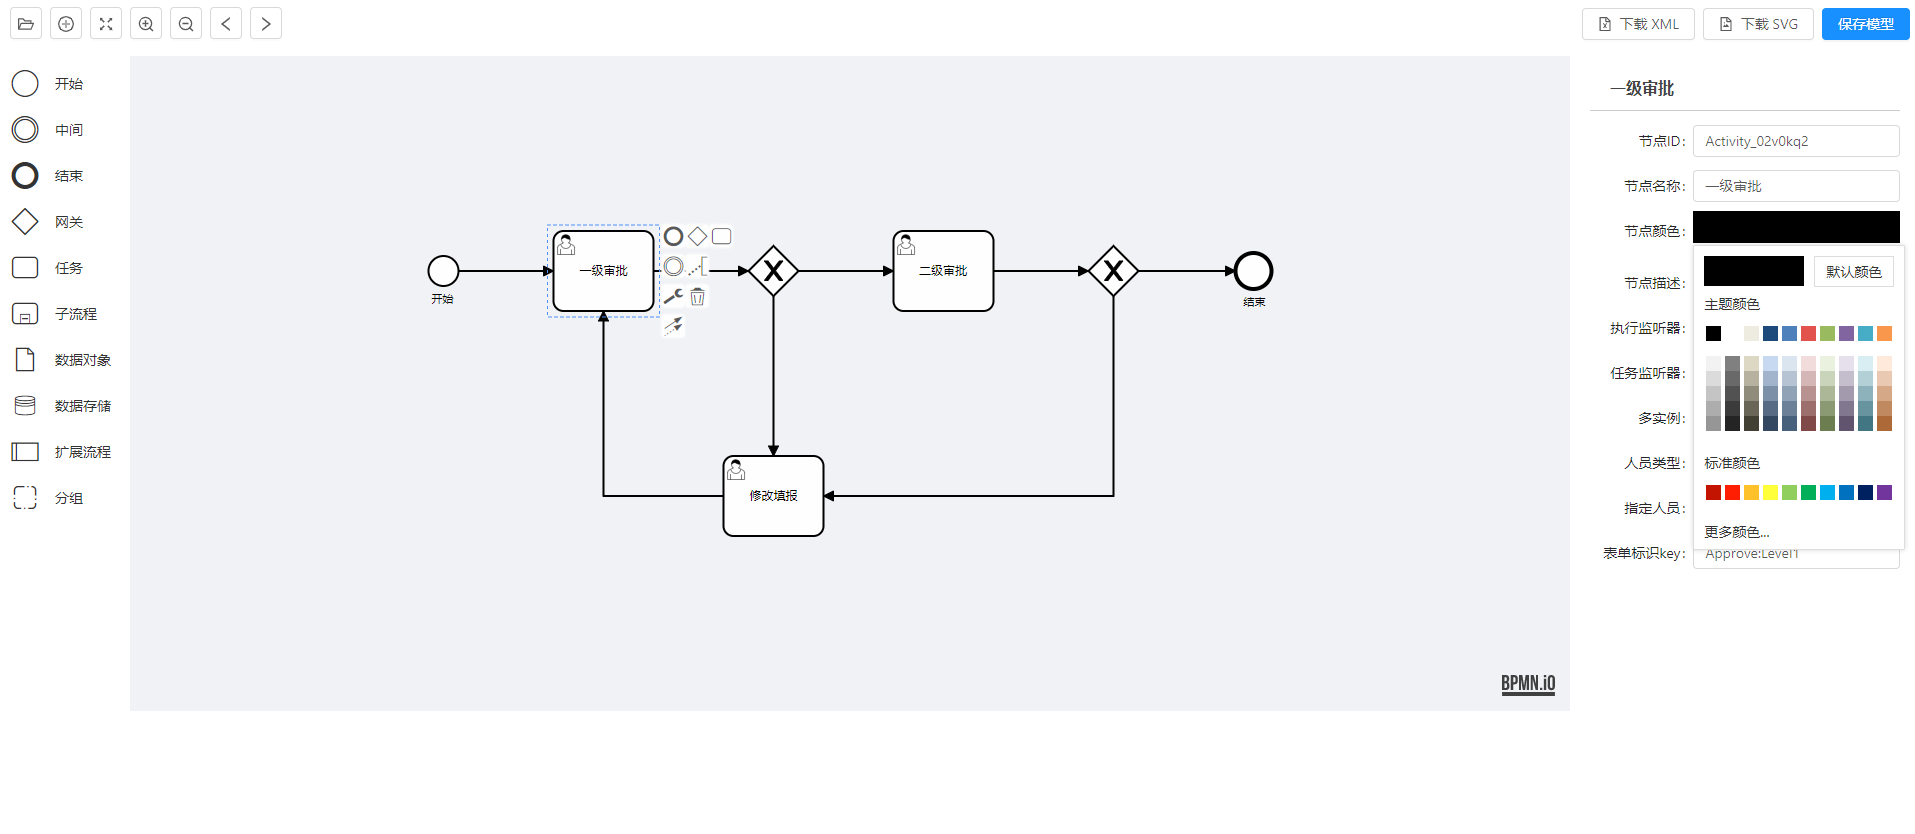 下载 XML
下载 SVG
保存模型
开始
中间
结束
网关
任务
子流程
数据对象
数据存储
扩展流程
分组
开始
一级审批
二级审批
结束
修改填报
BPMN.iO
一级审批
节点ID:
Activity_02v0kq2
节点名称:
一级审批
节点颜色:
默认颜色
主题颜色
节点描述:
执行监听器:
任务监听器:
多实例:
人员类型:
标准颜色
指定人员:
更多颜色...
表单标识key:
Approve:Level1